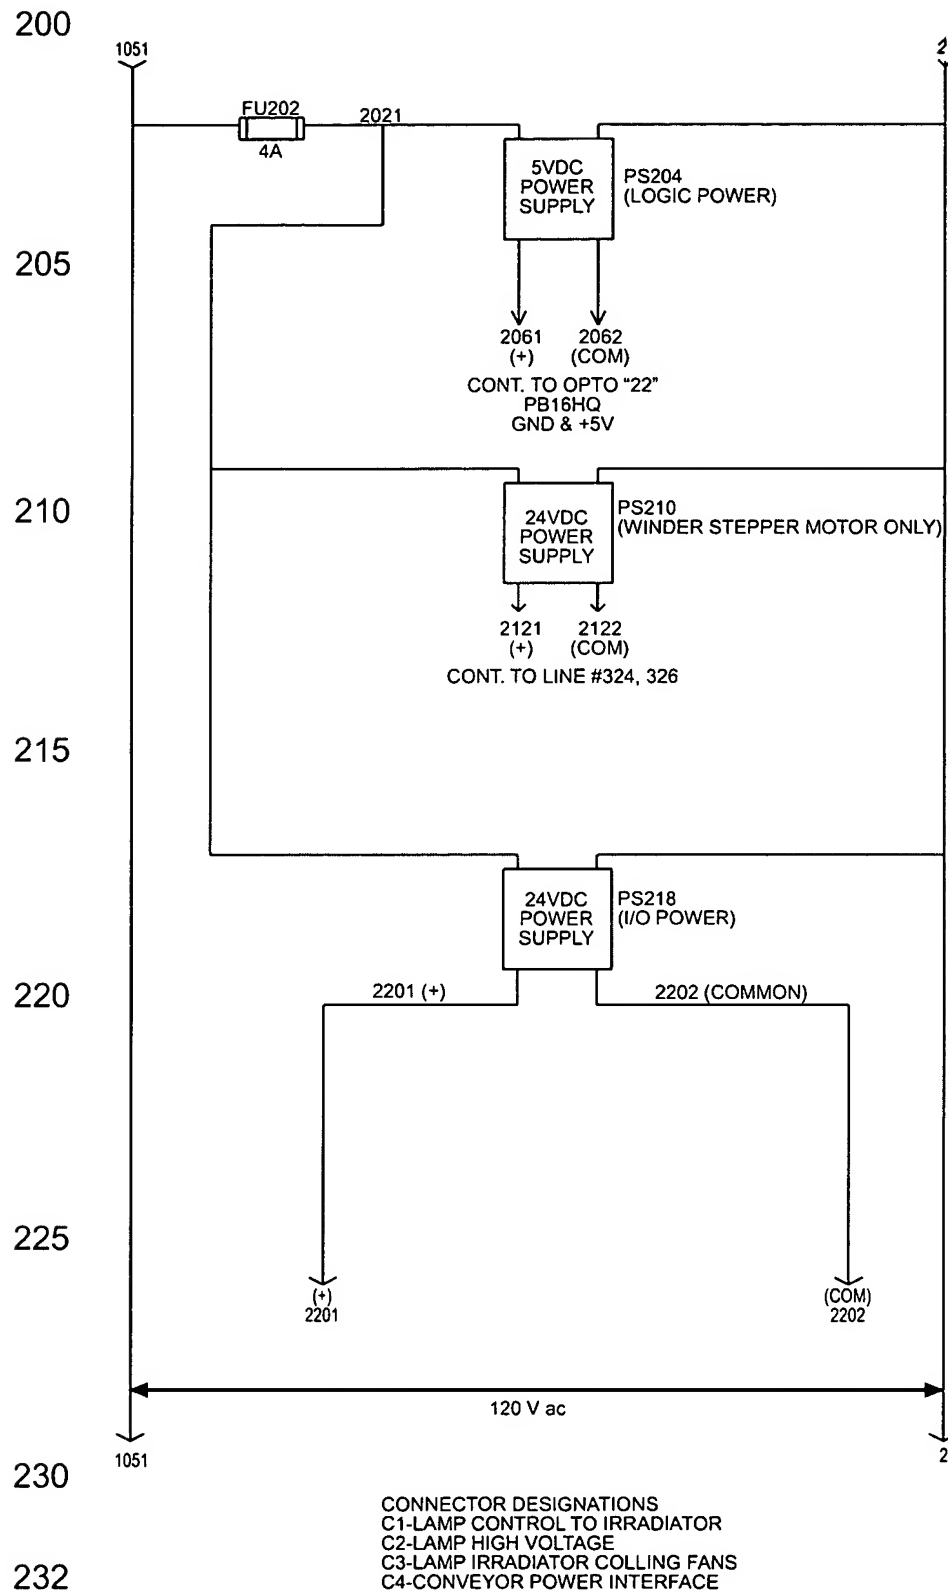 200
1051
2
FU202
2021
4A
5VDC
POWER
SUPPLY
PS204
(LOGIC POWER)
205
2061
(+)
2062
(COM)
CONT. TO OPTO "22"
PB16HQ
GND & +5V
210
24VDC
POWER
SUPPLY
PS210
(WINDER STEPPER MOTOR ONLY)
2121
(+)
2122
(COM)
CONT. TO LINE #324, 326
215
24VDC
POWER
SUPPLY
PS218
(I/O POWER)
220
2201 (+)
2202 (COMMON)
225
(+)
2201
(COM)
2202
120 V ac
1051
2
230
CONNECTOR DESIGNATIONS
C1-LAMP CONTROL TO IRRADIATOR
C2-LAMP HIGH VOLTAGE
C3-LAMP IRRADIATOR COLLING FANS
232
C4-CONVEYOR POWER INTERFACE